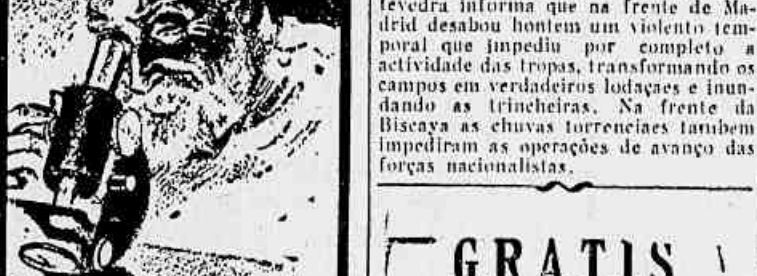 tevedra informa que na frente de Ma-
drid desabou hontem um violento tem-
poral que impediu por completo a
actividade das tropas, transformando os
campos em verdadeiros lodaçaes e inun-
dando as trincheiras. Na frente da
Biscaya as chuvas torrenciaes tambem
impediram as operações de avanço das
forças nacionalistas.
GRATIS